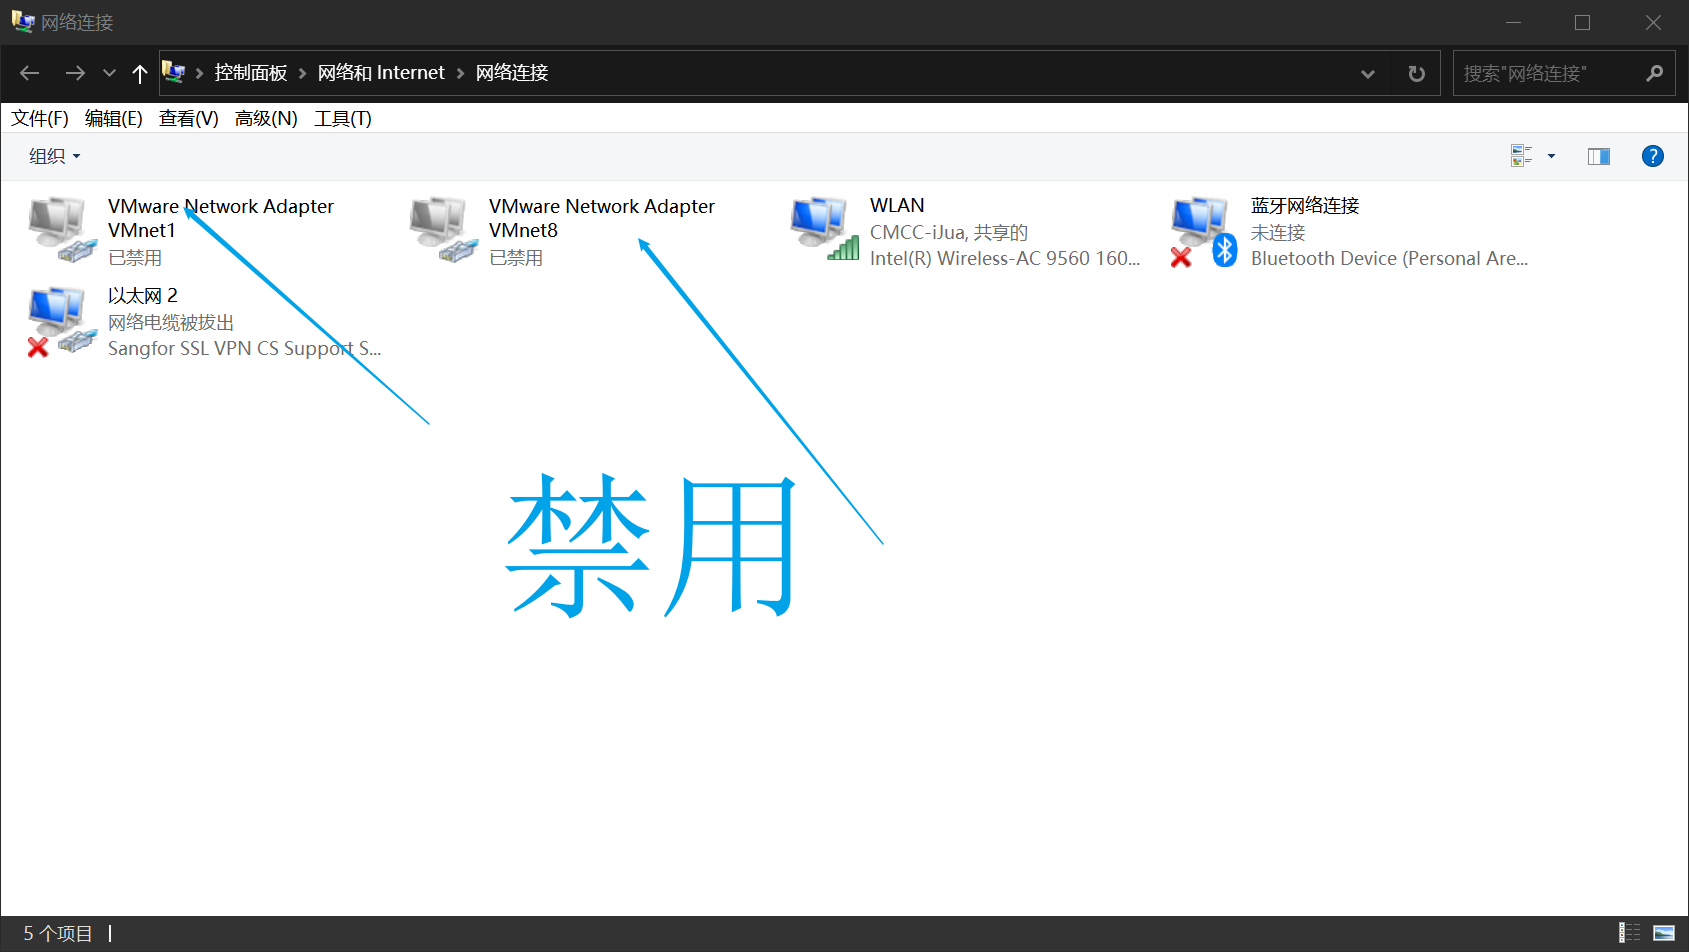 网络连接
控制面板 网络和 Internet 网络连接
搜索"网络连接"
文件(F) 编辑(E) 查看(V) 高级(N) 工具(T)
组织
VMware Network Adapter
VMnet1
已禁用
VMware Network Adapter
VMnet8
已禁用
WLAN
CMCC-iJua, 共享的
Intel(R) Wireless-AC 9560 160...
蓝牙网络连接
未连接
Bluetooth Device (Personal Are...
以太网 2
网络电缆被拔出
Sangfor SSL VPN CS Support S...
禁用
5 个项目